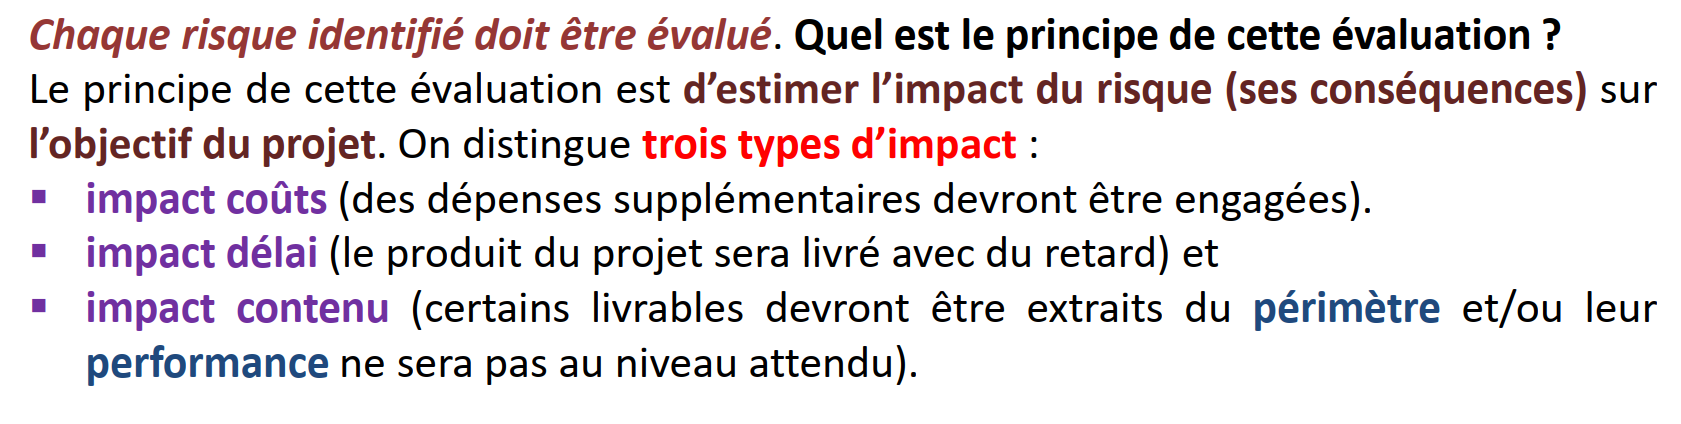 Chaque risque identifié doit être évalué. Quel est le principe de cette évaluation ?
Le principe de cette évaluation est d’estimer l’impact du risque (ses conséquences) sur
l’objectif du projet. On distingue trois types d’impact :
▪ impact coûts (des dépenses supplémentaires devront être engagées).
▪ impact délai (le produit du projet sera livré avec du retard) et
▪ impact contenu (certains livrables devront être extraits du périmètre et/ou leur
performance ne sera pas au niveau attendu).